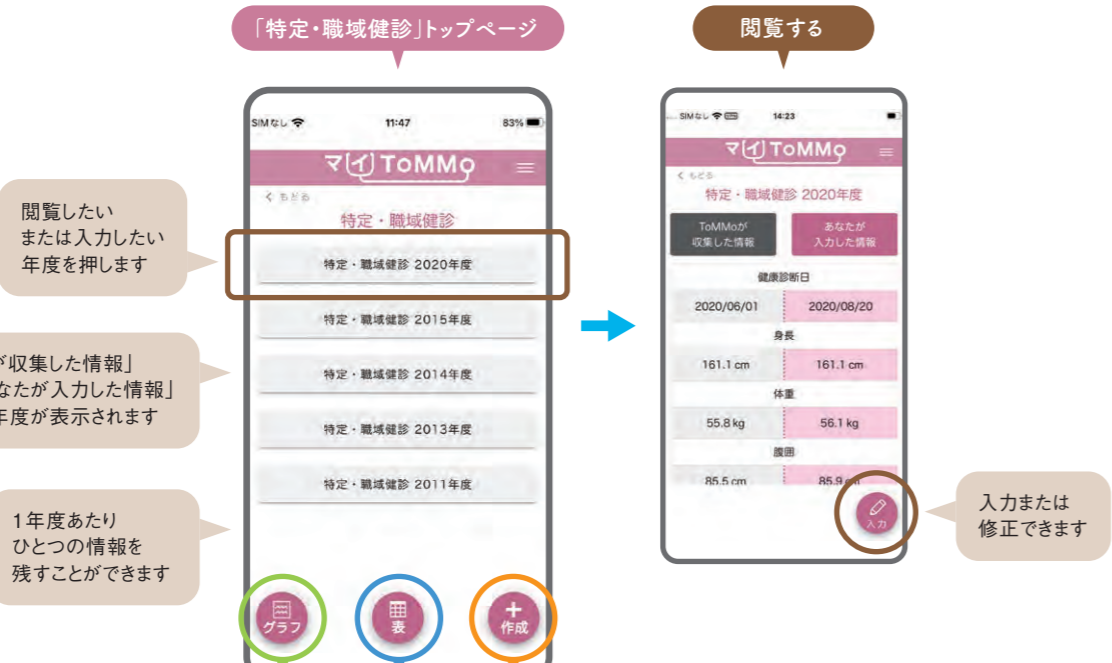 「特定・職域健診」トップページ
閲覧する
閲覧したい
または入力したい
年度を押します
が収集した情報」
なたが入力した情報」
年度が表示されます
1年度あたり
ひとつの情報を
残すことができます
SIMなし
11:47
83%
マイ ToMMo
もどる
特定・職域健診
特定・職域健診 2020年度
特定・職域健診 2015年度
特定・職域健診 2014年度
特定・職域健診 2013年度
特定・職域健診 2011年度
グラフ
表
作成
SIMなし
14:23
マイ ToMMo
もどる
特定・職域健診 2020年度
ToMMoが
収集した情報
あなたが
入力した情報
健康診断日
2020/06/01 2020/08/20
身長
161.1 cm 161.1 cm
体重
55.8 kg 56.1 kg
腹囲
85.5 cm 85.9 cm
入力
入力または
修正できます